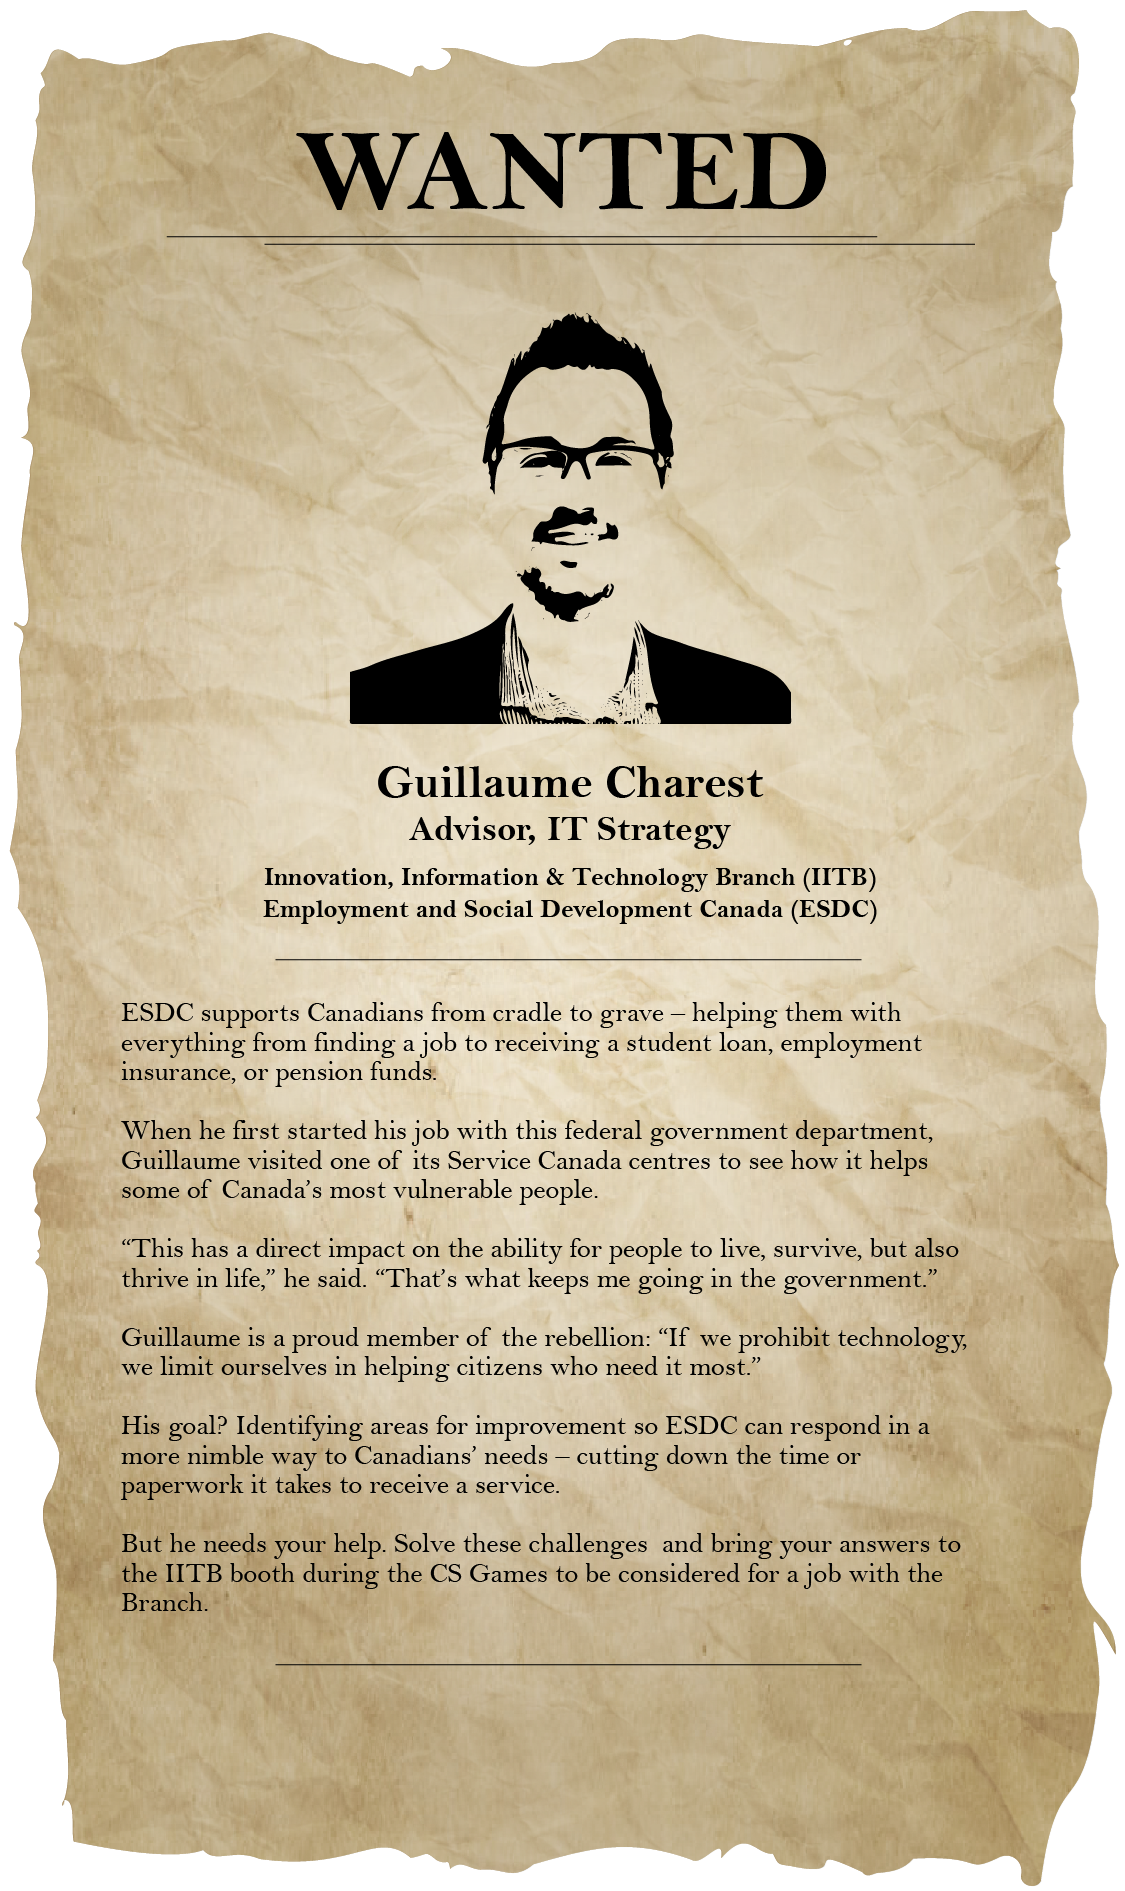 WANTED
Guillaume Charest
Advisor, IT Strategy
Innovation, Information & Technology Branch (IITB)
Employment and Social Development Canada (ESDC)
ESDC supports Canadians from cradle to grave – helping them with
everything from finding a job to receiving a student loan, employment
insurance, or pension funds.
When he first started his job with this federal government department,
Guillaume visited one of its Service Canada centres to see how it helps
some of Canada’s most vulnerable people.
“This has a direct impact on the ability for people to live, survive, but also
thrive in life,” he said. “That’s what keeps me going in the government.”
Guillaume is a proud member of the rebellion: “If we prohibit technology,
we limit ourselves in helping citizens who need it most.”
His goal? Identifying areas for improvement so ESDC can respond in a
more nimble way to Canadians’ needs – cutting down the time or
paperwork it takes to receive a service.
But he needs your help. Solve these challenges and bring your answers to
the IITB booth during the CS Games to be considered for a job with the
Branch.